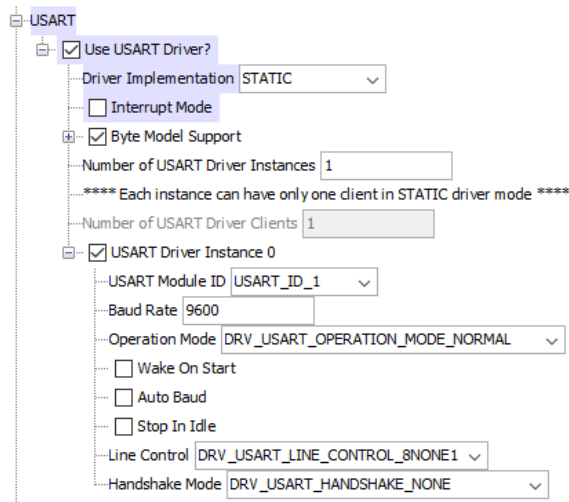 USART
Use USART Driver?
Driver Implementation STATIC
Interrupt Mode
Byte Model Support
Number of USART Driver Instances 1
**** Each instance can have only one client in STATIC driver mode ****
Number of USART Driver Clients 1
USART Driver Instance 0
USART Module ID USART_ID_1
Baud Rate 9600
Operation Mode DRV_USART_OPERATION_MODE_NORMAL
Wake On Start
Auto Baud
Stop In Idle
Line Control DRV_USART_LINE_CONTROL_8NONE1
Handshake Mode DRV_USART_HANDSHAKE_NONE